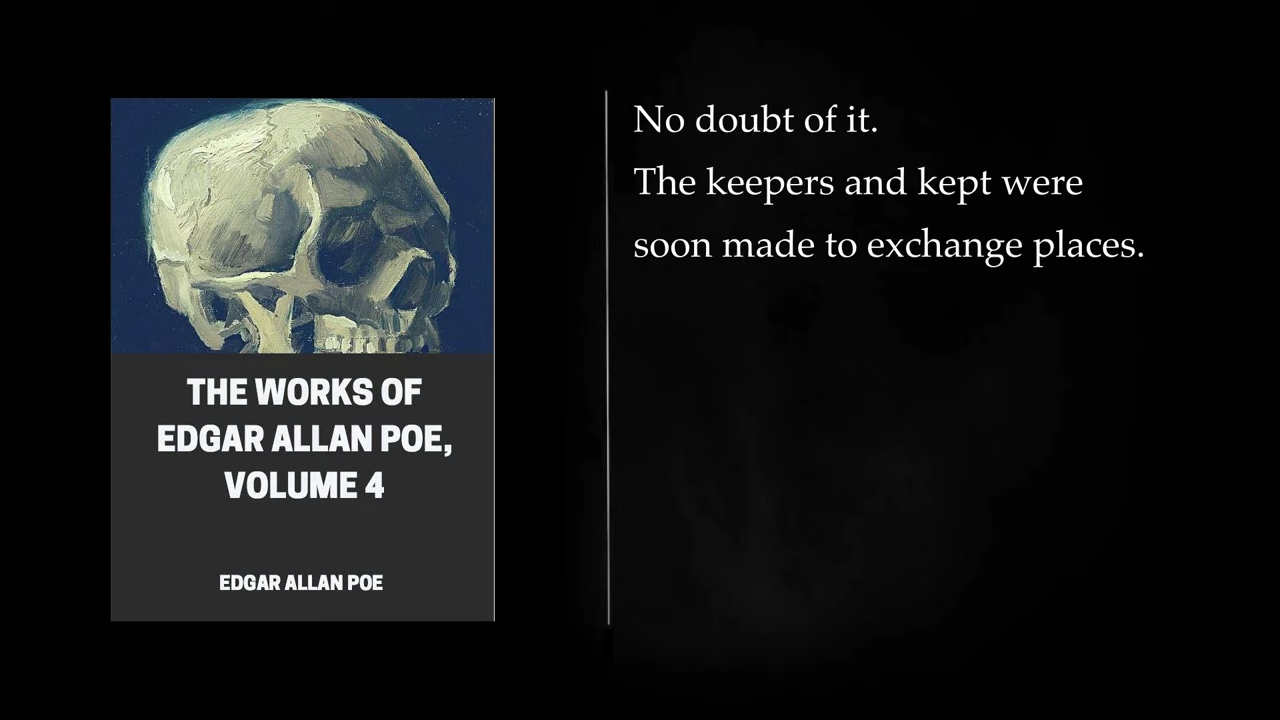 THE WORKS OF
EDGAR ALLAN POE,
VOLUME 4
EDGAR ALLAN POE
No doubt of it.
The keepers and kept were
soon made to exchange places.